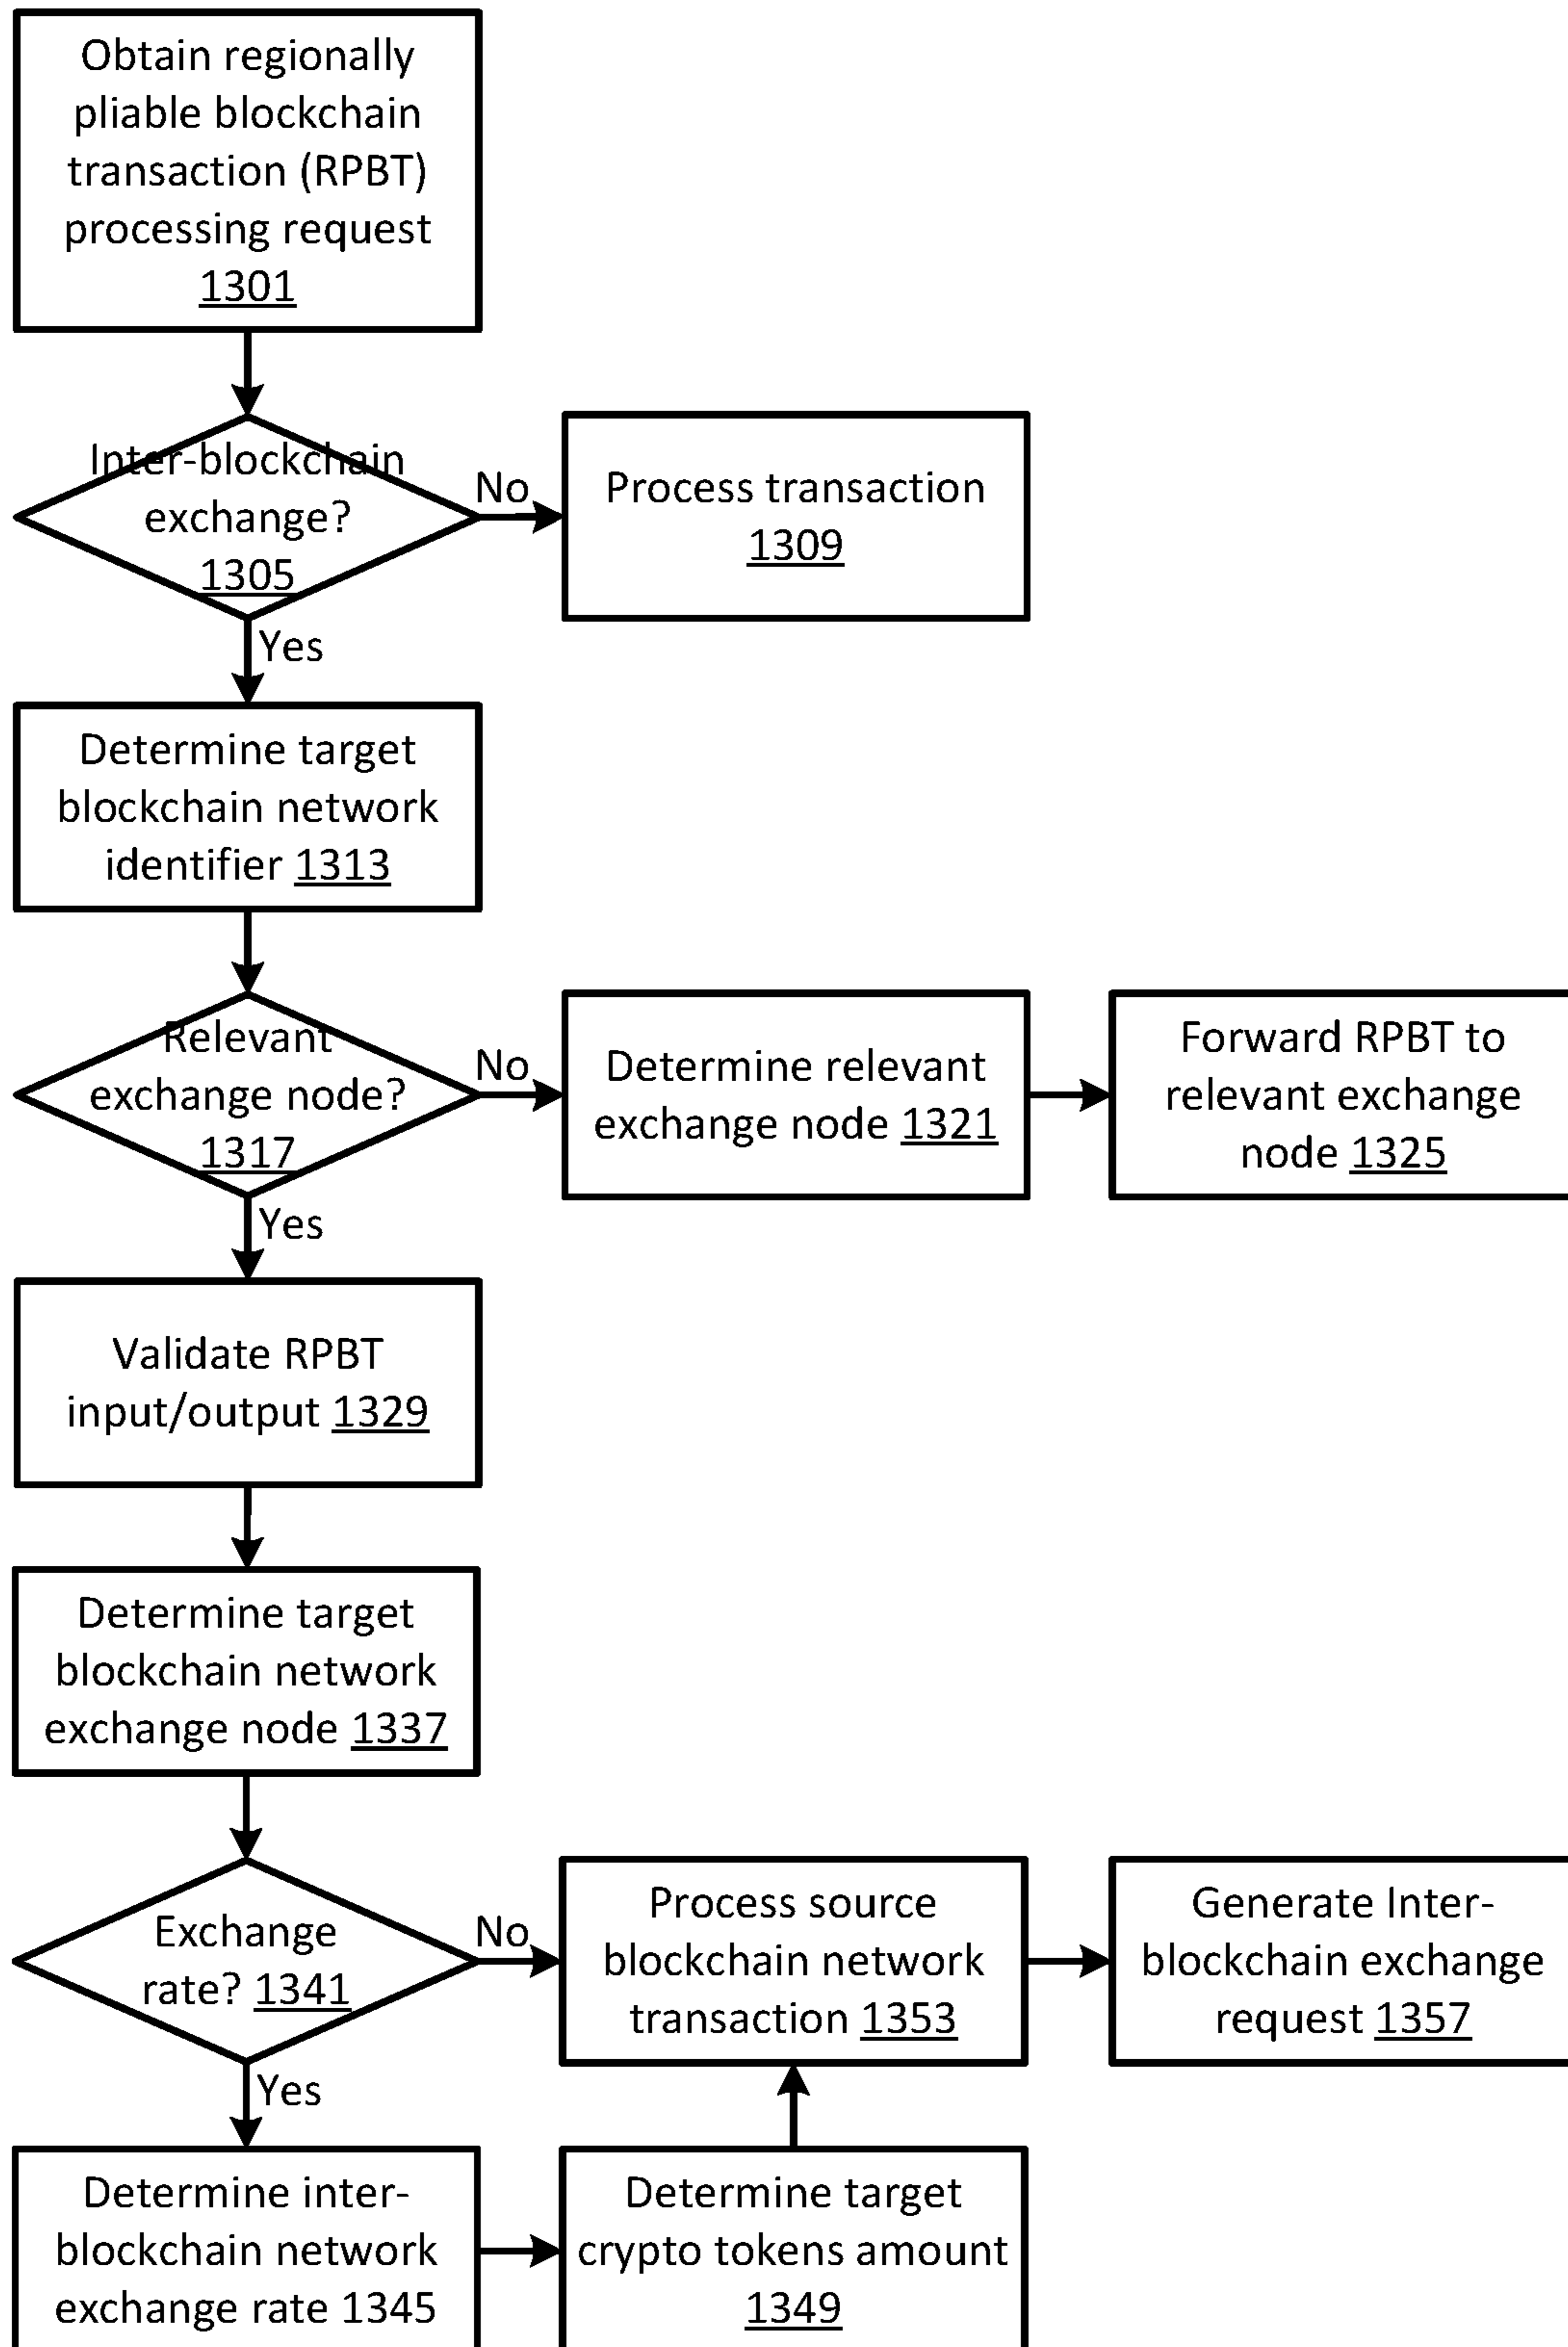 Obtain regionally
pliable blockchain
transaction (RPBT)
processing request
1301
Inter-blockchain
exchange?
1305
No
Process transaction
1309
Yes
Determine target
blockchain network
identifier 1313
Relevant
exchange node?
1317
No
Determine relevant
exchange node 1321
Forward RPBT to
relevant exchange
node 1325
Yes
Validate RPBT
input/output 1329
Determine target
blockchain network
exchange node 1337
Exchange
rate? 1341
No
Process source
blockchain network
transaction 1353
Generate Inter-
blockchain exchange
request 1357
Yes
Determine inter-
blockchain network
exchange rate 1345
Determine target
crypto tokens amount
1349